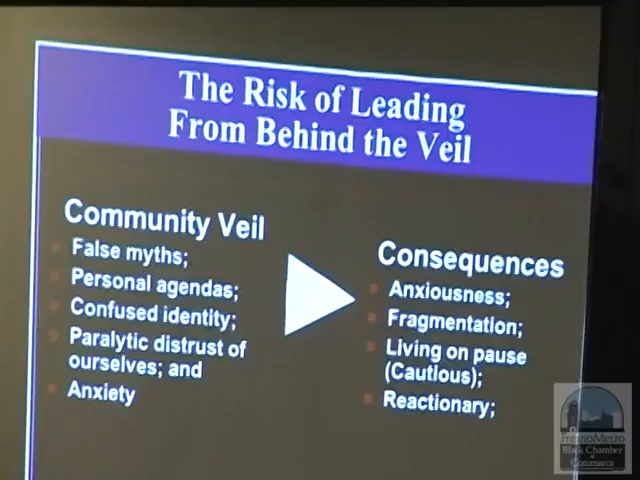 The Risk of Leading
From Behind the Veil
Community Veil
False myths;
Personal agendas;
Confused identity;
Paralytic distrust of
ourselves; and
Anxiety
Consequences
Anxiousness;
Fragmentation;
Living on pause
(Cautious);
Reactionary;
FresnoMetro
Black Chamber
of
Commerce